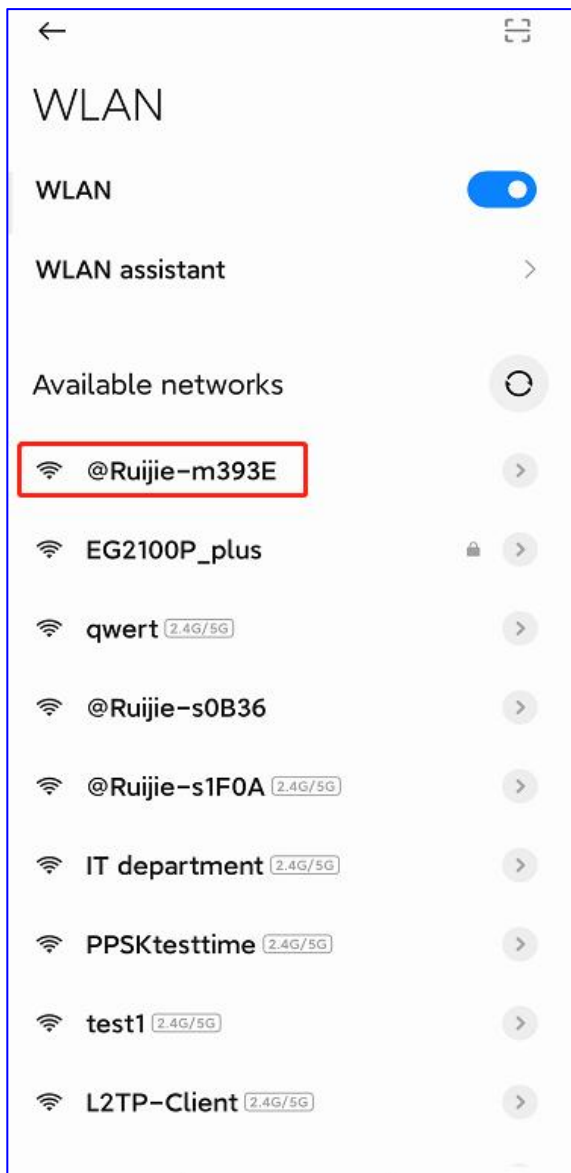 WLAN
WLAN
WLAN assistant
Available networks
@Ruijie-m393E
EG2100P_plus
qwert 2.4G/5G
@Ruijie-s0B36
@Ruijie-s1F0A 2.4G/5G
IT department 2.4G/5G
PPSKtesttime 2.4G/5G
test1 2.4G/5G
L2TP-Client 2.4G/5G